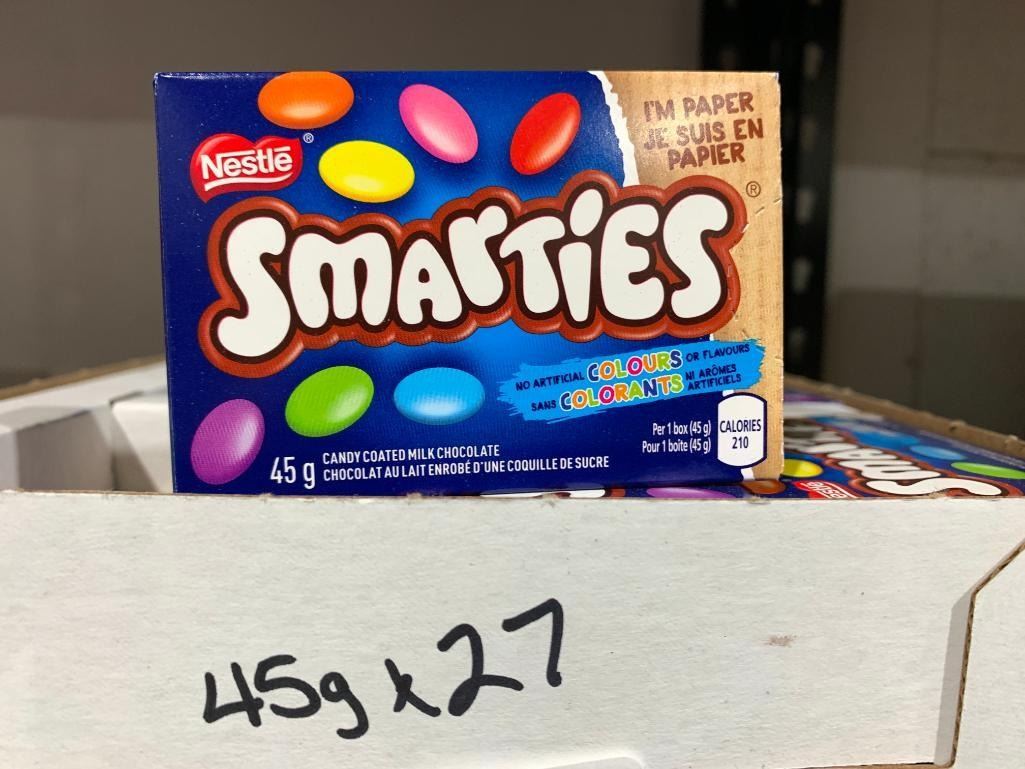 I'M PAPER
JE SUIS EN
PAPIER
Nestlé®
SMARTIES®
NO ARTIFICIAL COLOURS OR FLAVOURS
SANS COLORANTS NI ARÔMES ARTIFICIELS
Per 1 box (45 g)
Pour 1 boîte (45 g)
CALORIES
210
45 g
CANDY COATED MILK CHOCOLATE
CHOCOLAT AU LAIT ENROBÉ D'UNE COQUILLE DE SUCRE
Nestlé
SMA
45g x 27